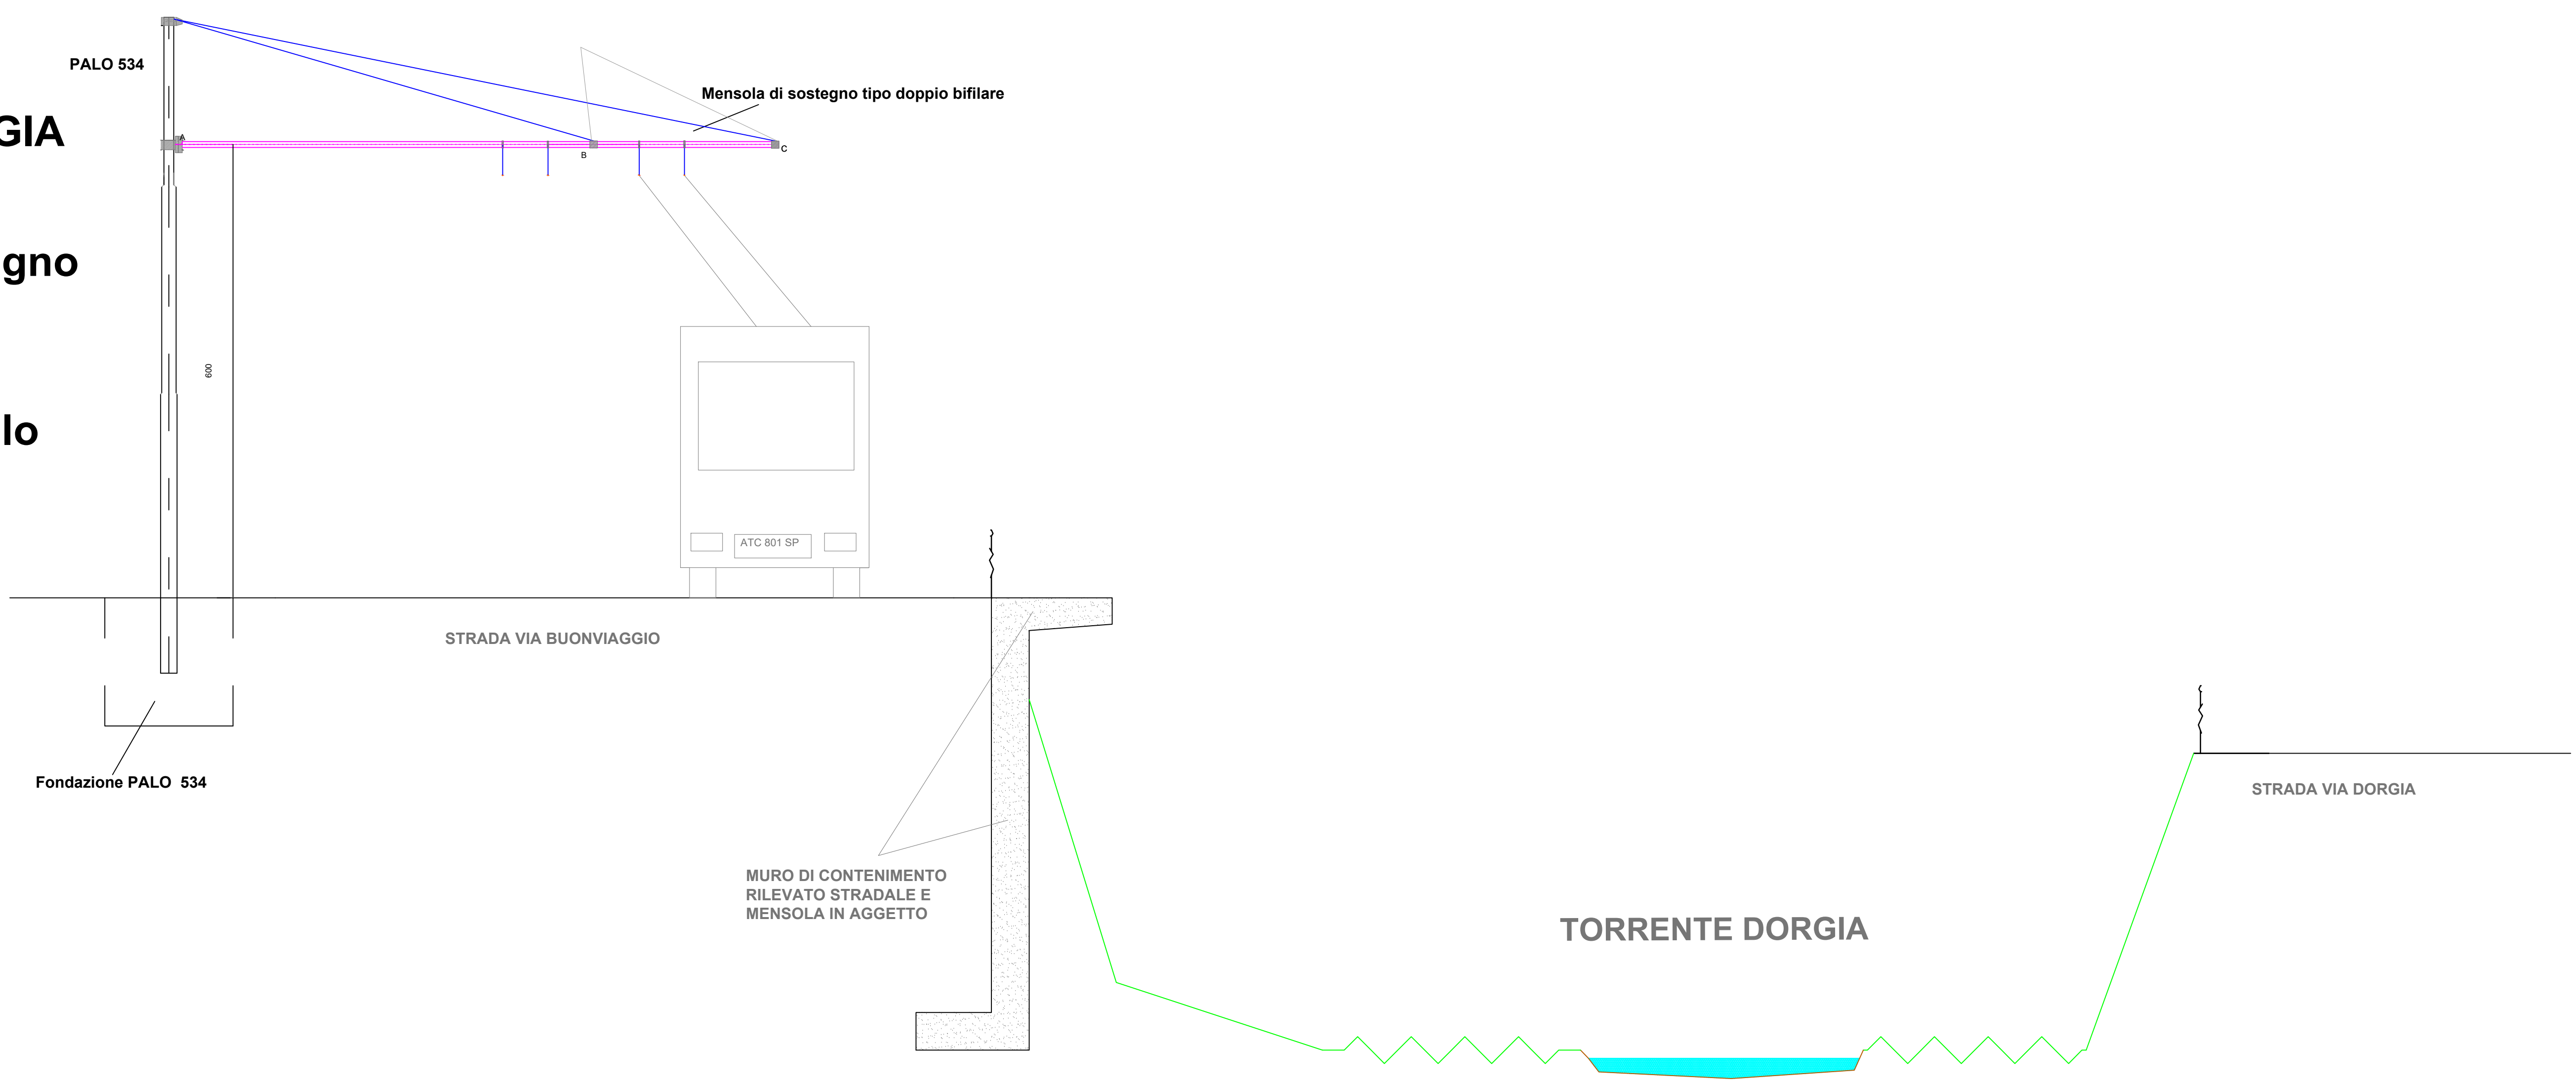 PALO 534
GIA
Mensola di sostegno tipo doppio bifilare
A
B
C
gno
600
lo
ATC 801 SP
STRADA VIA BUONVIAGGIO
Fondazione PALO  534
STRADA VIA DORGIA
MURO DI CONTENIMENTO
RILEVATO STRADALE E
MENSOLA IN AGGETTO
TORRENTE DORGIA